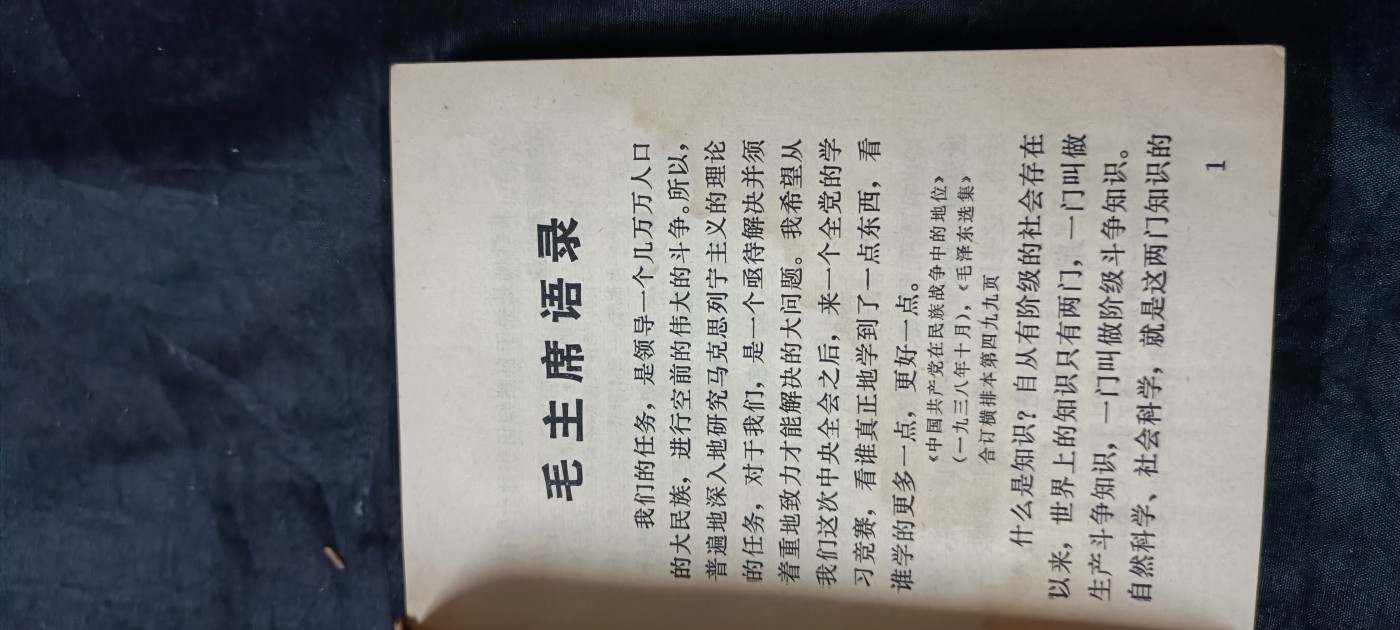 毛主席语录
我们的任务，是领导一个几万万人口
的大民族，进行空前的伟大的斗争。所以，
普遍地深入地研究马克思列宁主义的理论
的任务，对于我们，是一个亟待解决并须
着重地致力才能解决的大问题。我希望从
我们这次中央全会之后，来一个全党的学
习竞赛，看谁真正地学到了一点东西，看
谁学的更多一点，更好一点。
《中国共产党在民族战争中的地位》
（一九三八年十月），《毛泽东选集》
合订横排本第四九九页
什么是知识？自从有阶级的社会存在
以来，世界上的知识只有两门，一门叫做
生产斗争知识，一门叫做阶级斗争知识。
自然科学、社会科学，就是这两门知识的
1